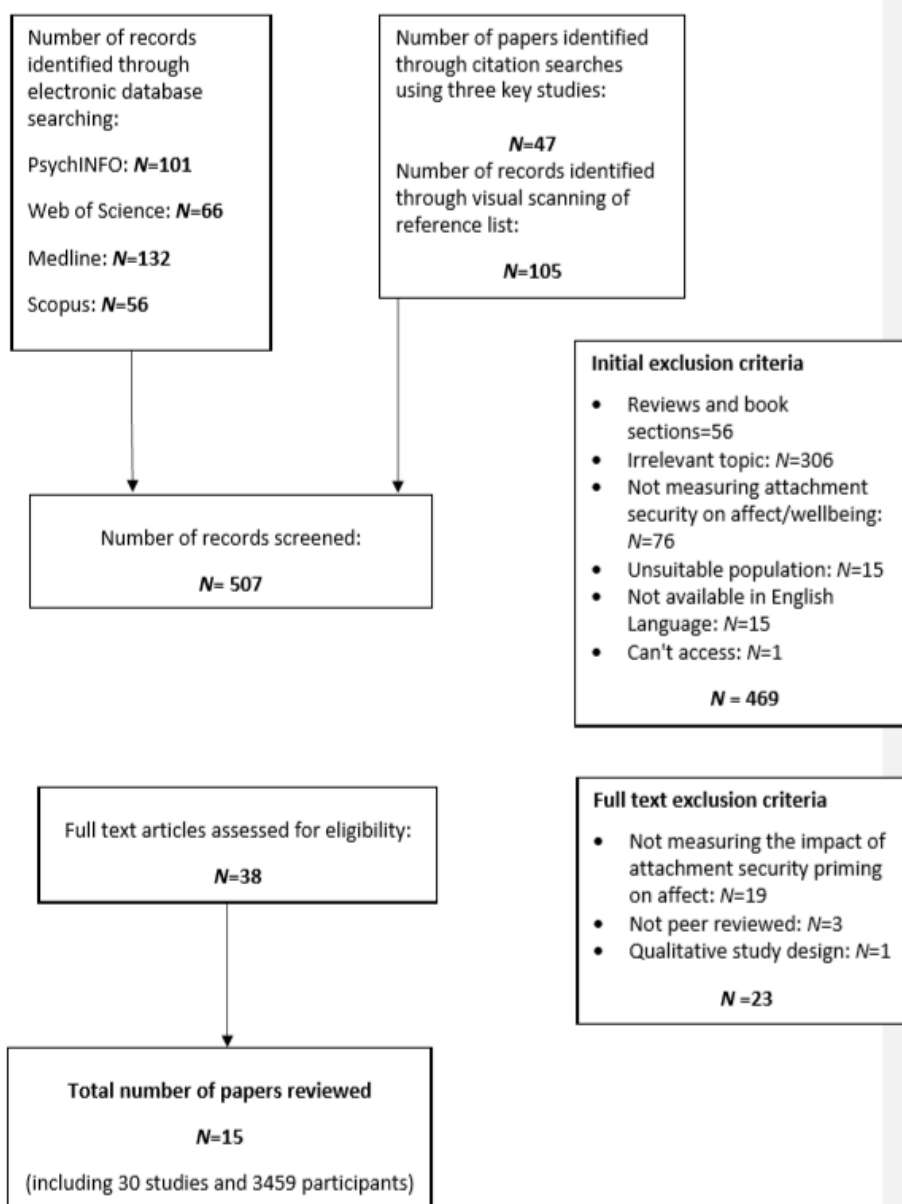 Number of records
identified through
electronic database
searching:
PsychINFO: N=101
Web of Science: N=66
Medline: N=132
Scopus: N=56
Number of papers identified
through citation searches
using three key studies:
N=47
Number of records identified
through visual scanning of
reference list:
N=105
Number of records screened:
N= 507
Initial exclusion criteria
• Reviews and book
sections=56
• Irrelevant topic: N=306
• Not measuring attachment
security on affect/wellbeing:
N=76
• Unsuitable population: N=15
• Not available in English
Language: N=15
• Can't access: N=1
N = 469
Full text articles assessed for eligibility:
N=38
Full text exclusion criteria
• Not measuring the impact of
attachment security priming
on affect: N=19
• Not peer reviewed: N=3
• Qualitative study design: N=1
N =23
Total number of papers reviewed
N=15
(including 30 studies and 3459 participants)